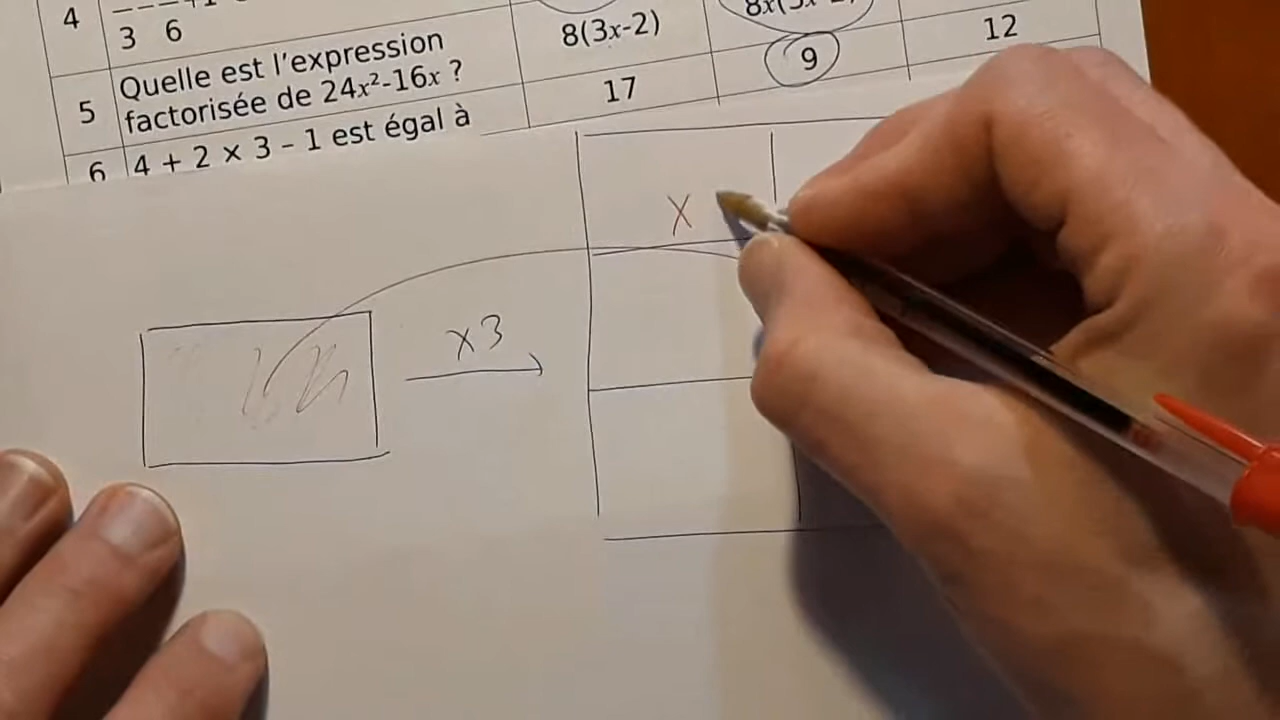 4
3 6
8(3x-2)
5 Quelle est l'expression factorisée de 24x²-16x ?
17 9 12
6 4 + 2 × 3 – 1 est égal à
x
x3